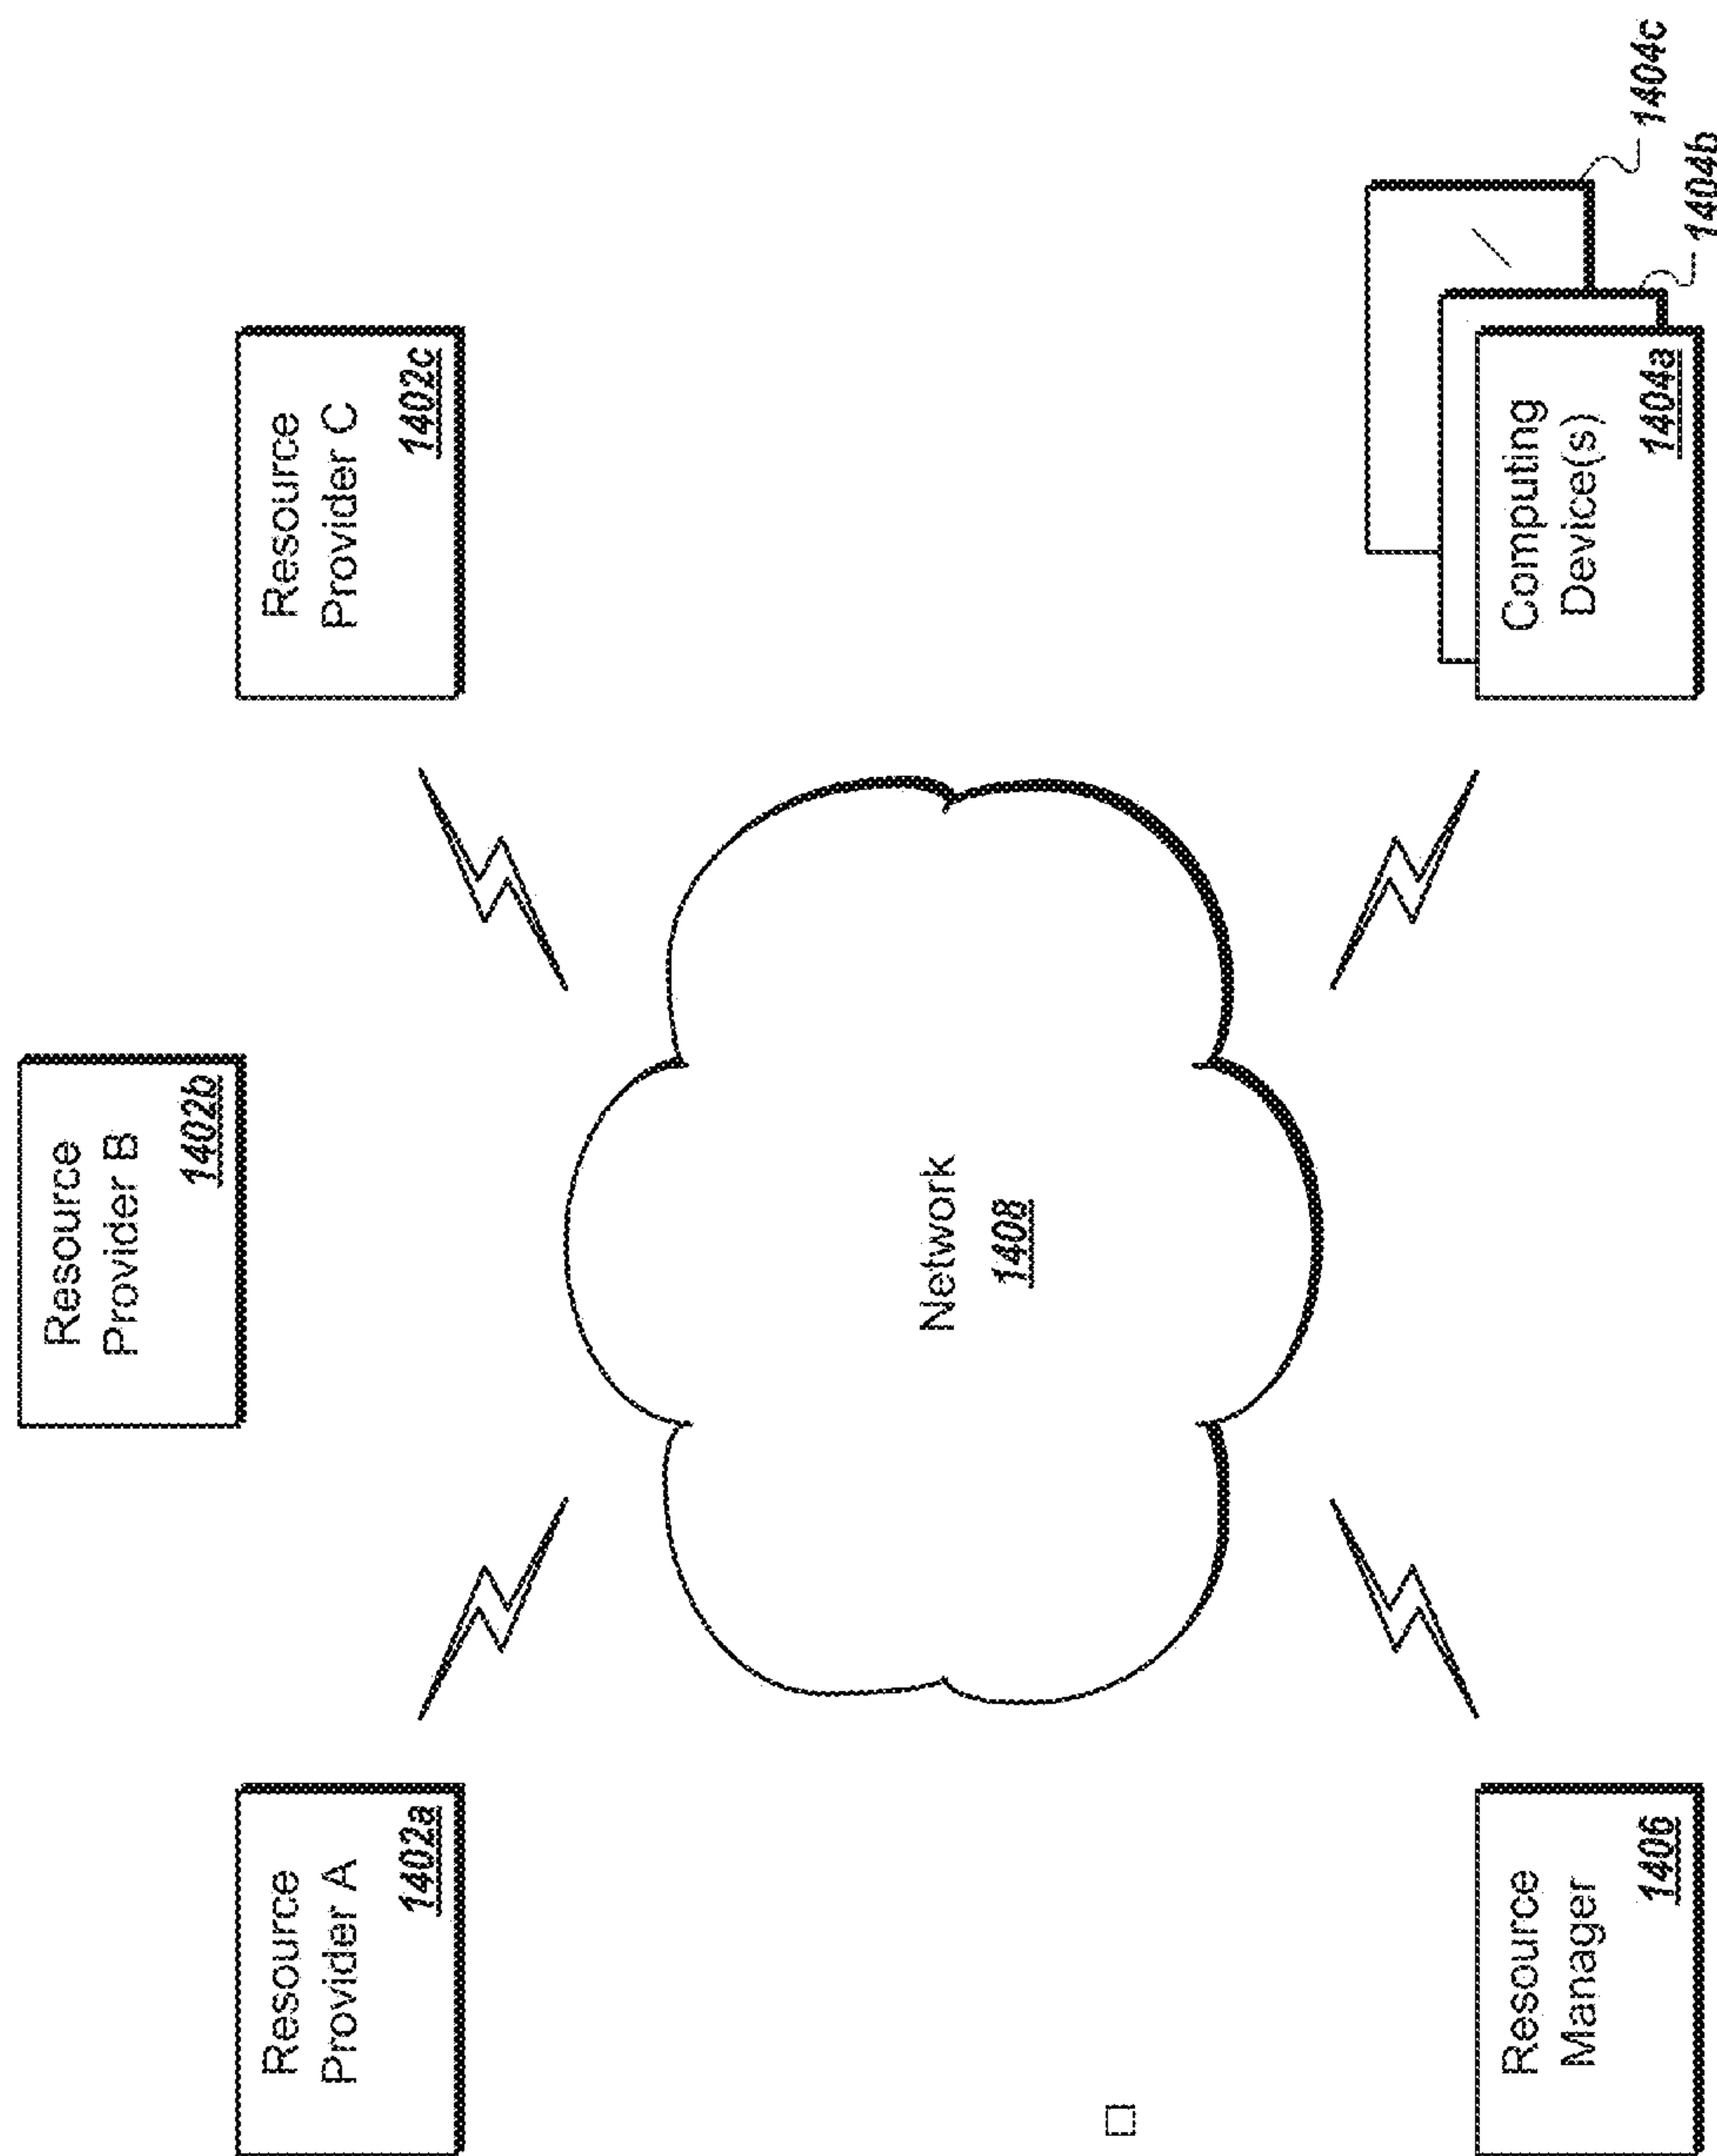 Resource
Provider B
1402b
Resource
Provider A
1402a
Resource
Provider C
1402c
Network
1408
Resource
Manager
1406
Computing
Device(s)
1404a
1404b
1404c